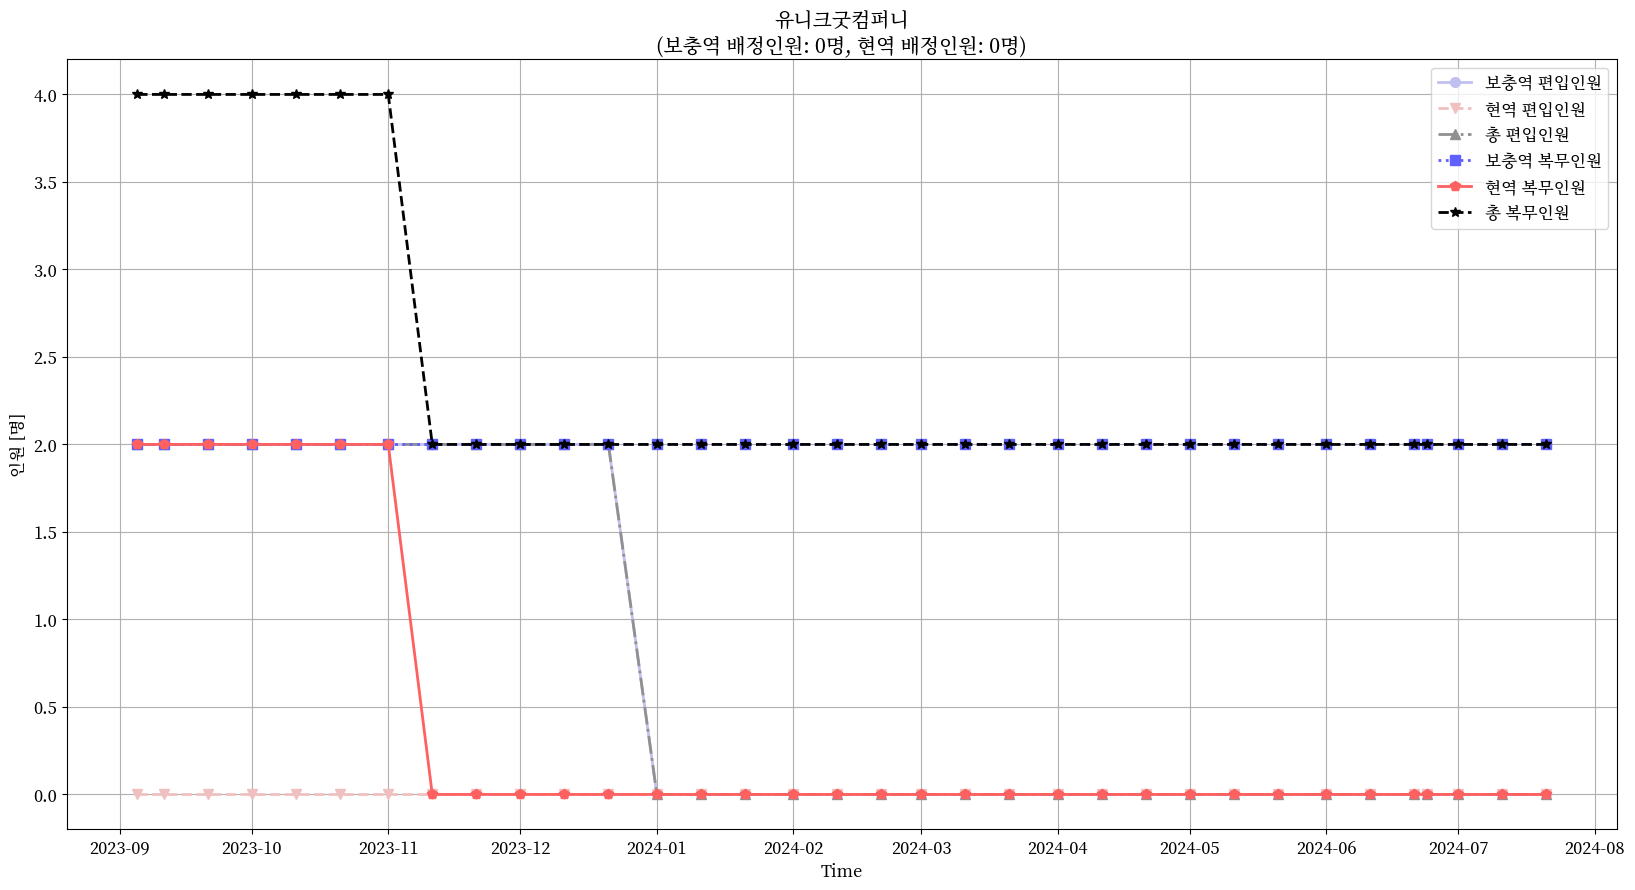 유니크굿컴퍼니
(보충역 배정인원: 0명, 현역 배정인원: 0명)
보충역 편입인원
현역 편입인원
총 편입인원
보충역 복무인원
현역 복무인원
총 복무인원
인원 [명]
4.0
3.5
3.0
2.5
2.0
1.5
1.0
0.5
0.0
2023-09 2023-10 2023-11 2023-12 2024-01 2024-02 2024-03 2024-04 2024-05 2024-06 2024-07 2024-08
Time